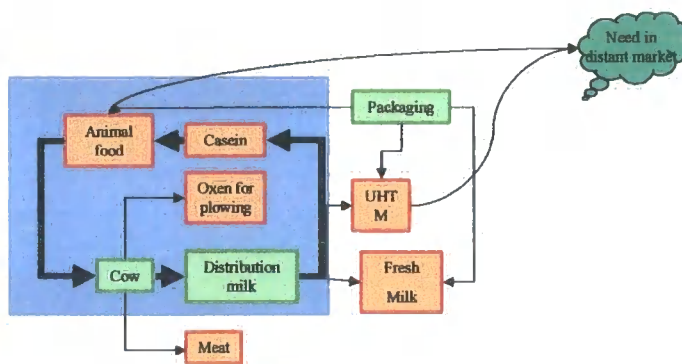 Need in
distant market
Packaging
Animal
food
Casein
Oxen for
plowing
UHT
M
Cow
Distribution
milk
Fresh
Milk
Meat